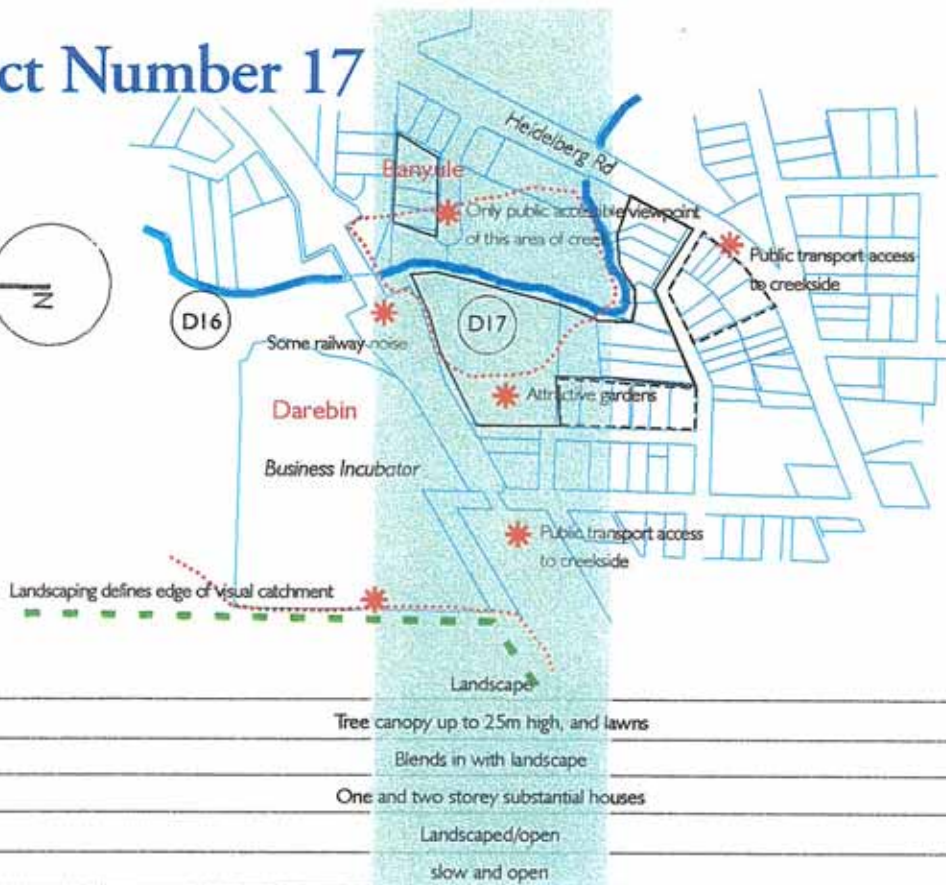 ct Number 17
Heidelberg Rd
Banyule
Only public accessible viewpoint
of this area of creek
Public transport access
to creekside
N
D16
D17
Some railway noise
Attractive gardens
Darebin
Business Incubator
Public transport access
to creekside
Landscaping defines edge of visual catchment
Landscape
Tree canopy up to 25m high, and lawns
Blends in with landscape
One and two storey substantial houses
Landscaped/open
slow and open